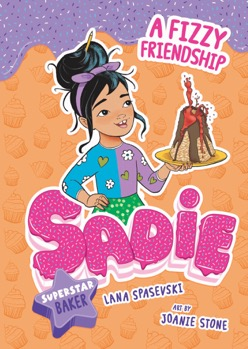 A FIZZY
FRIENDSHIP
SADIE
SUPERSTAR
BAKER
LANA SPASEVSKI
ART BY
JOANIE STONE